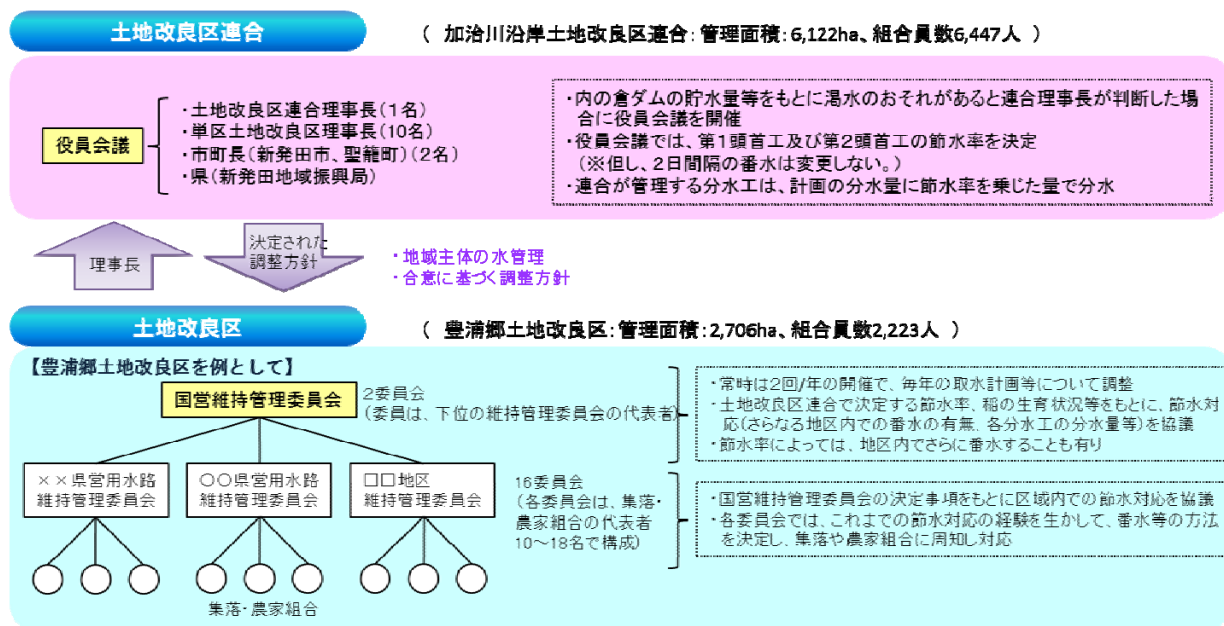 土地改良区連合
（ 加治川沿岸土地改良区連合：管理面積：6,122ha、組合員数6,447人 ）
役員会議
・土地改良区連合理事長（１名）
・単区土地改良区理事長（10名）
・市町長（新発田市、聖籠町）（２名）
・県（新発田地域振興局）
・内の倉ダムの貯水量等をもとに渇水のおそれがあると連合理事長が判断した場
合に役員会議を開催
・役員会議では、第１頭首工及び第２頭首工の節水率を決定
（※但し、２日間隔の番水は変更しない。）
・連合が管理する分水工は、計画の分水量に節水率を乗じた量で分水
理事長
決定された
調整方針
・地域主体の水管理
・合意に基づく調整方針
土地改良区
（ 豊浦郷土地改良区：管理面積：2,706ha、組合員数2,223人 ）
【豊浦郷土地改良区を例として】
国営維持管理委員会
２委員会
（委員は、下位の維持管理委員会の代表者）
・常時は２回/年の開催で、毎年の取水計画等について調整
・土地改良区連合で決定する節水率、稲の生育状況等をもとに、節水対
応（さらなる地区内での番水の有無、各分水工の分水量等）を協議
・節水率によっては、地区内でさらに番水することも有り
××県営用水路
維持管理委員会
〇〇県営用水路
維持管理委員会
□□地区
維持管理委員会
16委員会
（各委員会は、集落・
農家組合の代表者
10～18名で構成）
・国営維持管理委員会の決定事項をもとに区域内での節水対応を協議
・各委員会では、これまでの節水対応の経験を生かして、番水等の方法
を決定し、集落や農家組合に周知し対応
集落・農家組合